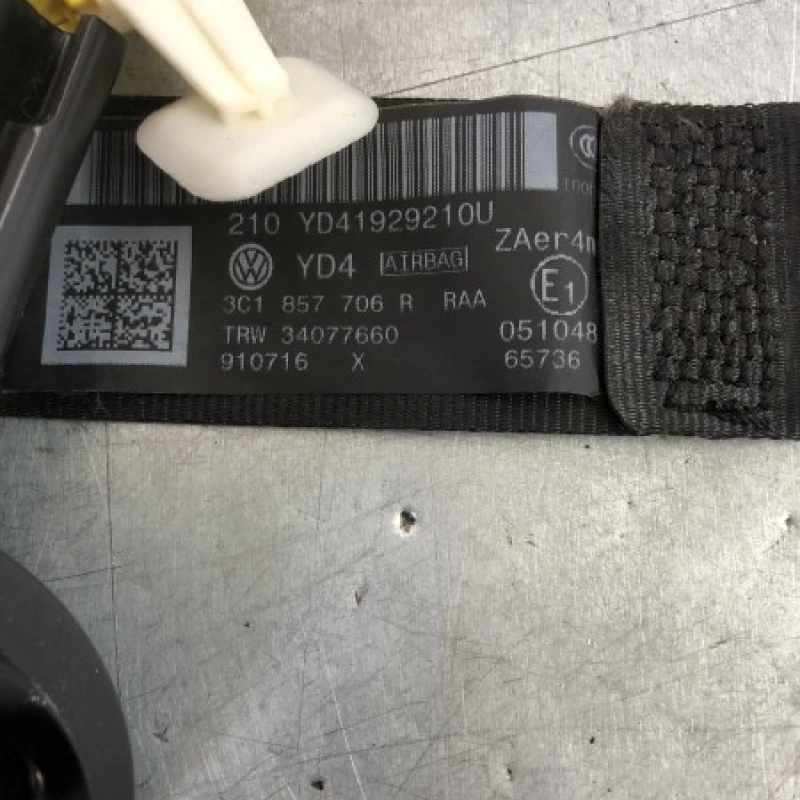 210 YD41929210U
ZAer4m
YD4 AIRBAG
E1
3C1 857 706 R RAA
TRW 34077660 051048
910716 X 65736